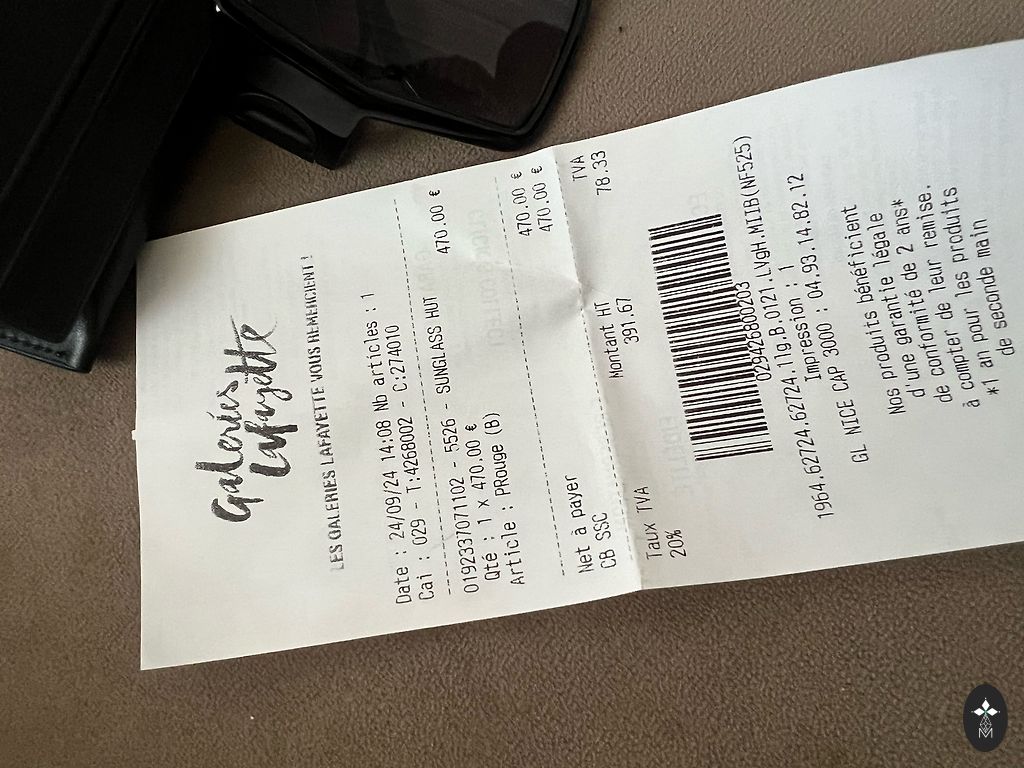 Galeries
Lafayette
LES GALERIES LAFAYETTE VOUS REMERCIENT !
Date : 24/09/24 14:08 Nb articles : 1
Cai : 029 - T:4268002 - C:274010
0192337071102 - 5526 - SUNGLASS HUT
Qté : 1 x 470.00 € 470.00 €
Article : PRouge (B)
Net à payer 470.00 €
CB SSC 470.00 €
Taux TVA Montant HT TVA
20% 391.67 78.33
029426800203
1964.62724.62724.11g.B.0121.LVgH.MIIB(NF525)
Impression : 1
GL NICE CAP 3000 : 04.93.14.82.12
Nos produits bénéficient
d'une garantie légale
de conformité de 2 ans*
à compter de leur remise.
*1 an pour les produits
de seconde main
M